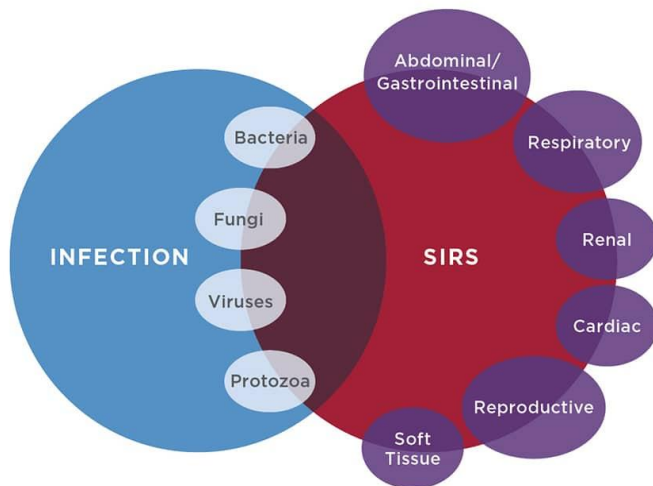 Abdominal/
Gastrointestinal
Bacteria
Respiratory
Fungi
Renal
INFECTION
SIRS
Viruses
Cardiac
Protozoa
Reproductive
Soft
Tissue